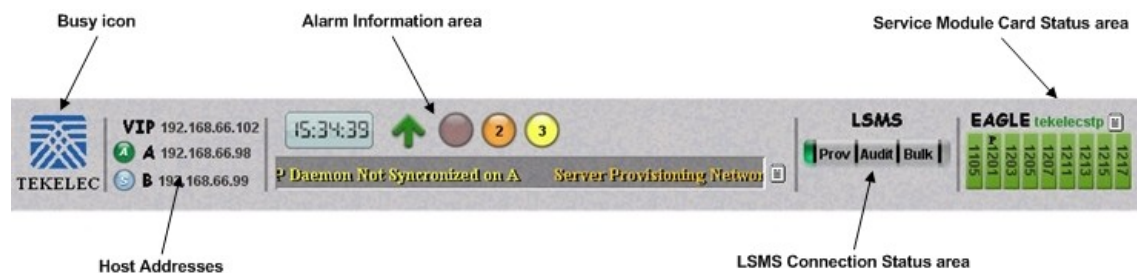 Busy icon
Alarm Information area
Service Module Card Status area
VIP 192.168.66.102
A A 192.168.66.98
S B 192.168.66.99
TEKELEC
15:34:39
2
3
P Daemon Not Syncronized on A Server Provisioning Networ
LSMS
Prov Audit Bulk
EAGLE tekelecstp
P
1105 1201 1203 1205 1207 1211 1213 1215 1217
Host Addresses
LSMS Connection Status area